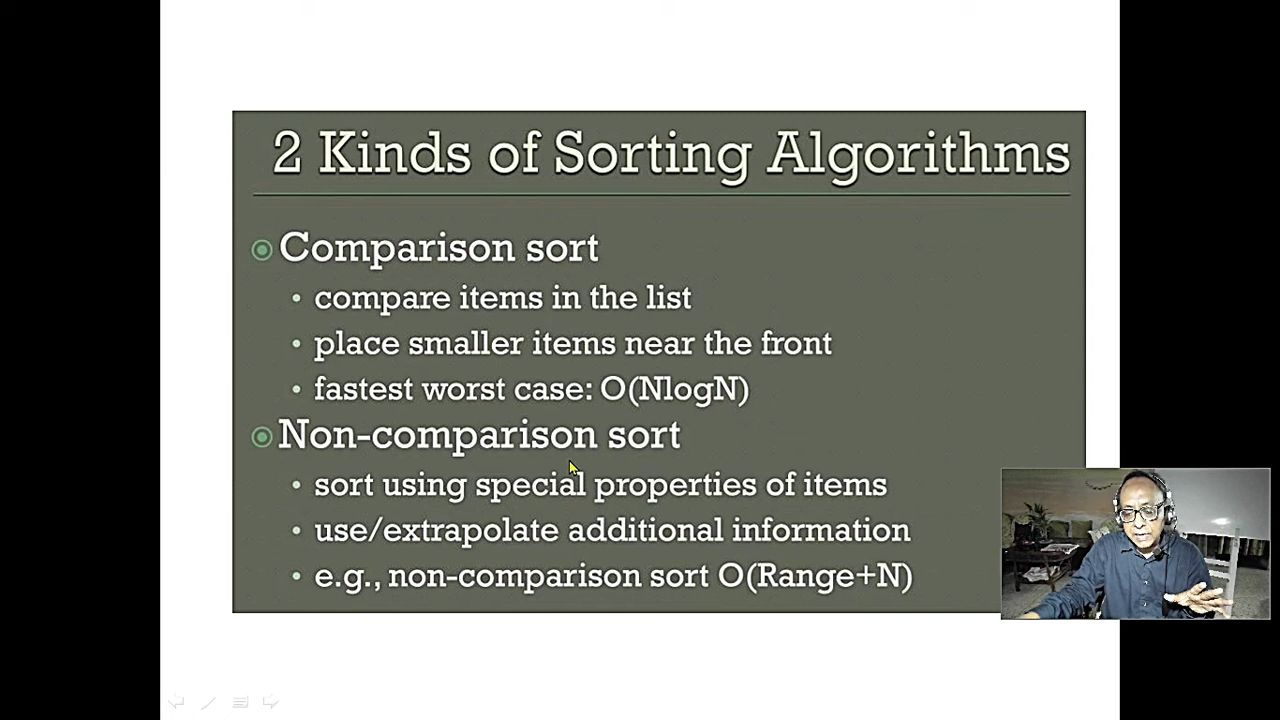 2 Kinds of Sorting Algorithms
Comparison sort
compare items in the list
place smaller items near the front
fastest worst case: O(NlogN)
Non-comparison sort
sort using special properties of items
use/extrapolate additional information
e.g., non-comparison sort O(Range+N)